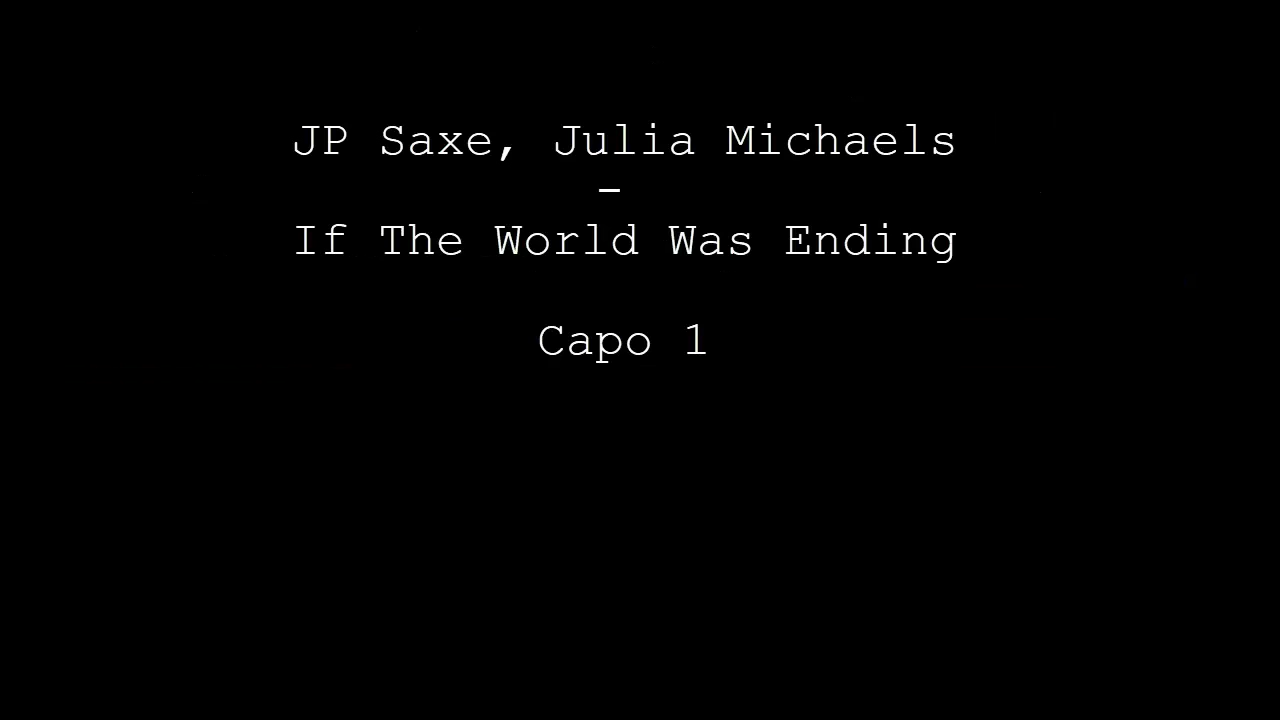 JP Saxe, Julia Michaels
-
If The World Was Ending
Capo 1